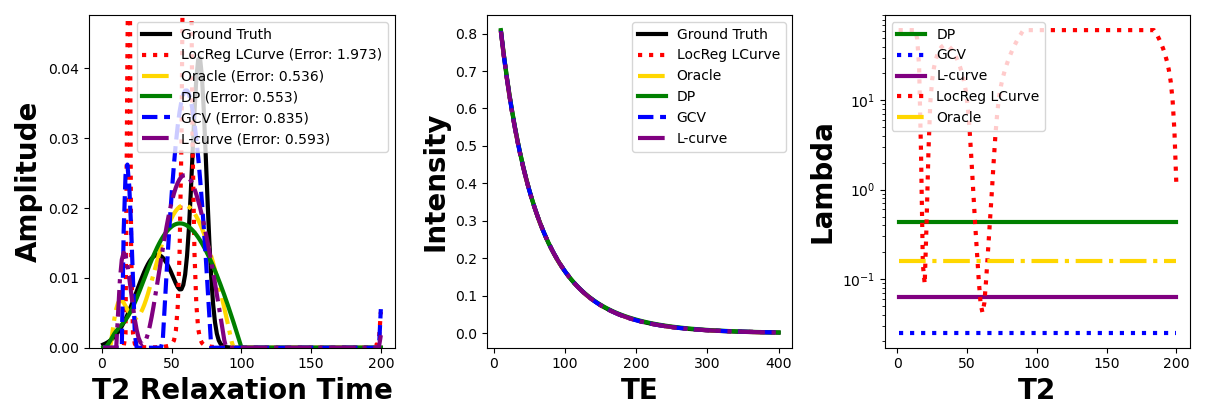 Amplitude
0.00
0.01
0.02
0.03
0.04
0
50
100
150
200
T2 Relaxation Time
Ground Truth
LocReg LCurve (Error: 1.973)
Oracle (Error: 0.536)
DP (Error: 0.553)
GCV (Error: 0.835)
L-curve (Error: 0.593)
Intensity
0.0
0.1
0.2
0.3
0.4
0.5
0.6
0.7
0.8
0
100
200
300
400
TE
Ground Truth
LocReg LCurve
Oracle
DP
GCV
L-curve
Lambda
10⁻¹
10⁰
10¹
0
50
100
150
200
T2
DP
GCV
L-curve
LocReg LCurve
Oracle